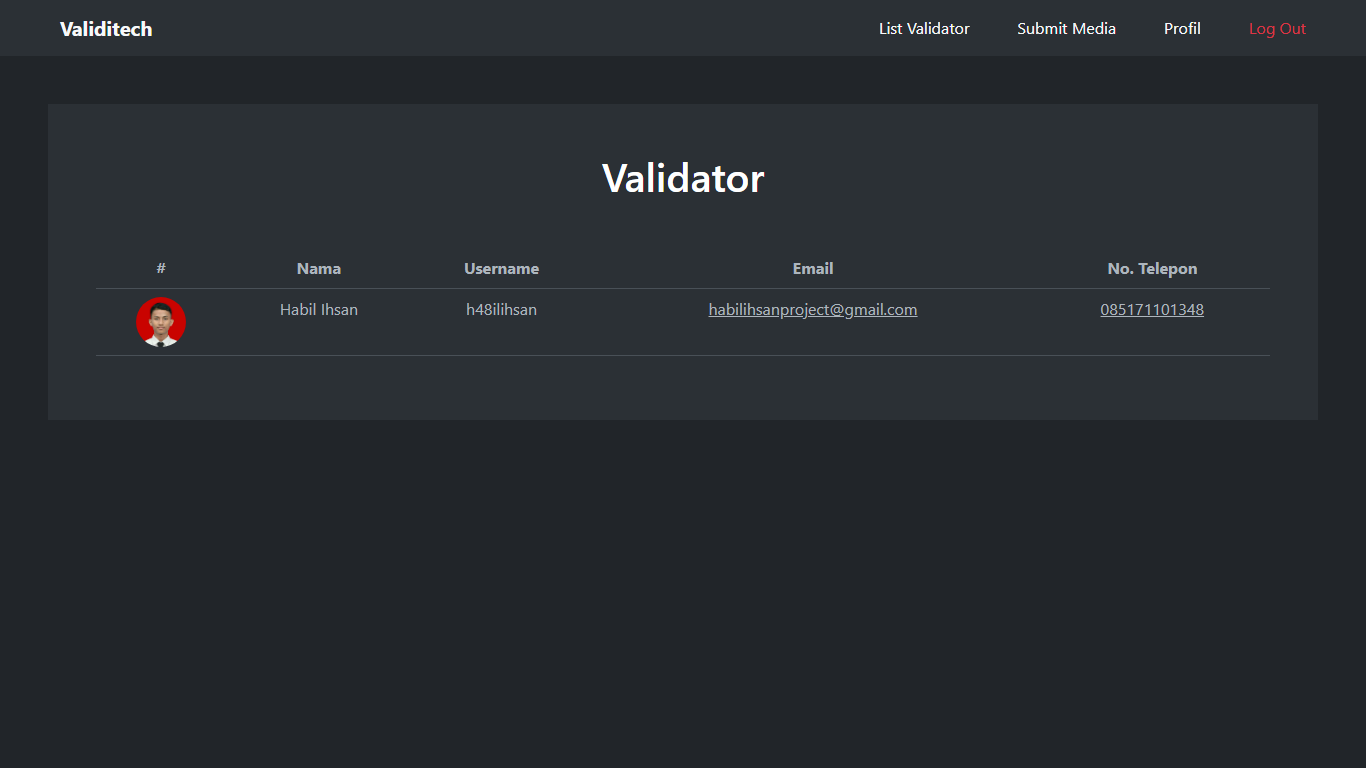 Validitech List Validator Submit Media Profil Log Out
Validator
# Nama Username Email No. Telepon
Habil Ihsan h48ilihsan habilihsanproject@gmail.com 085171101348